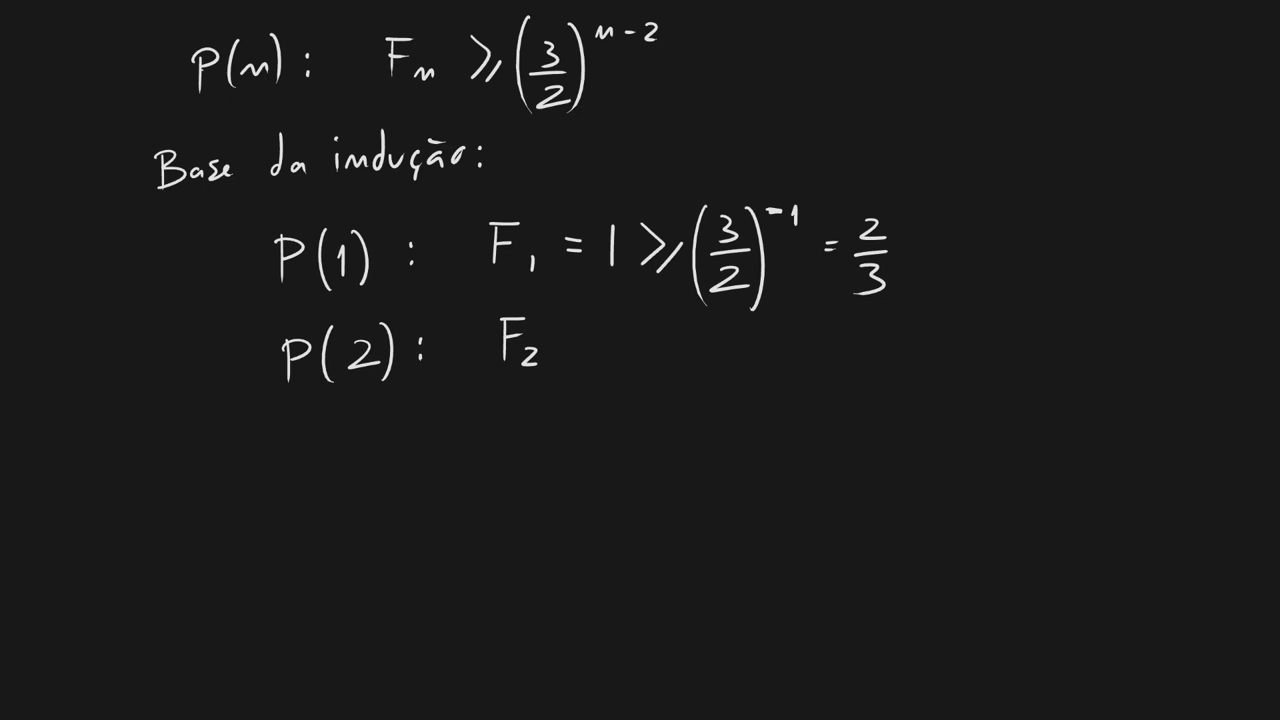 P(n): Fₙ ⩾ (3/2)ⁿ⁻²
Base da indução:
P(1): F₁ = 1 ⩾ (3/2)⁻¹ = 2/3
P(2): F₂